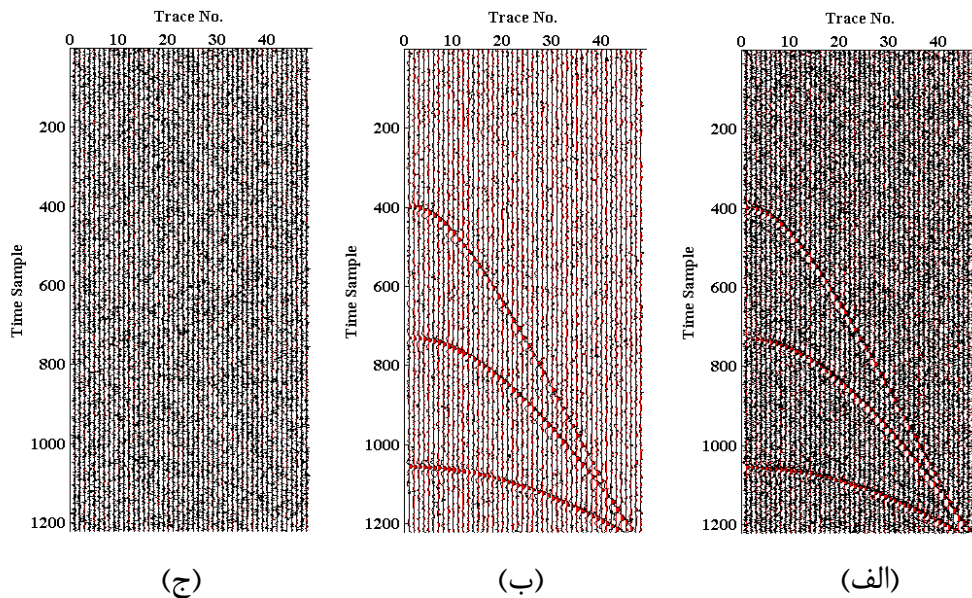 Trace No. Trace No. Trace No.
0 10 20 30 40 0 10 20 30 40 0 10 20 30 40
200 200 200
400 400 400
Time Sample Time Sample Time Sample
600 600 600
800 800 800
1000 1000 1000
1200 1200 1200
(الف) (ب) (ج)